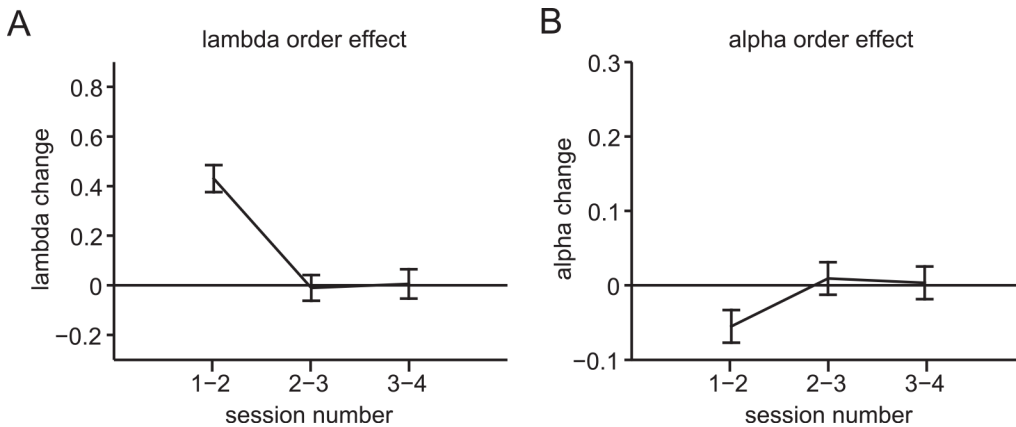 A
lambda order effect
lambda change
0.8
0.6
0.4
0.2
0
−0.2
1−2
2−3
3−4
session number
B
alpha order effect
alpha change
0.3
0.2
0.1
0
−0.1
1−2
2−3
3−4
session number